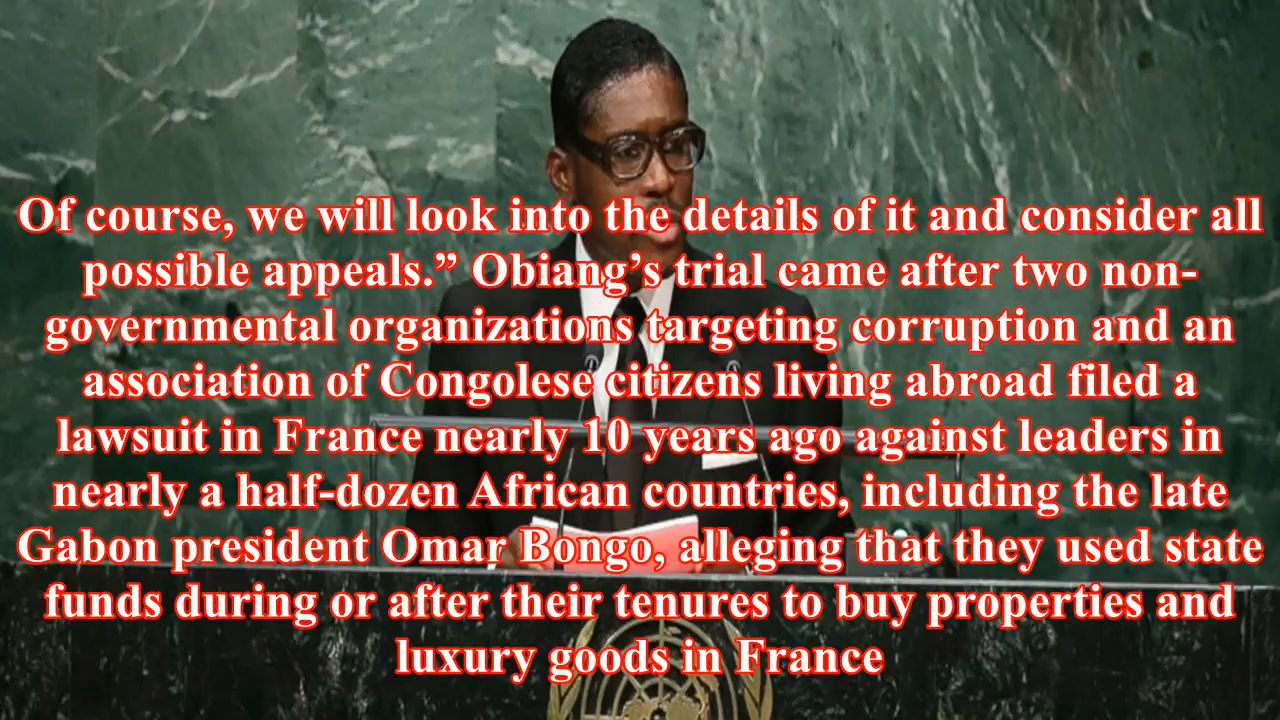 Of course, we will look into the details of it and consider all
possible appeals.” Obiang’s trial came after two non-
governmental organizations targeting corruption and an
association of Congolese citizens living abroad filed a
lawsuit in France nearly 10 years ago against leaders in
nearly a half-dozen African countries, including the late
Gabon president Omar Bongo, alleging that they used state
funds during or after their tenures to buy properties and
luxury goods in France